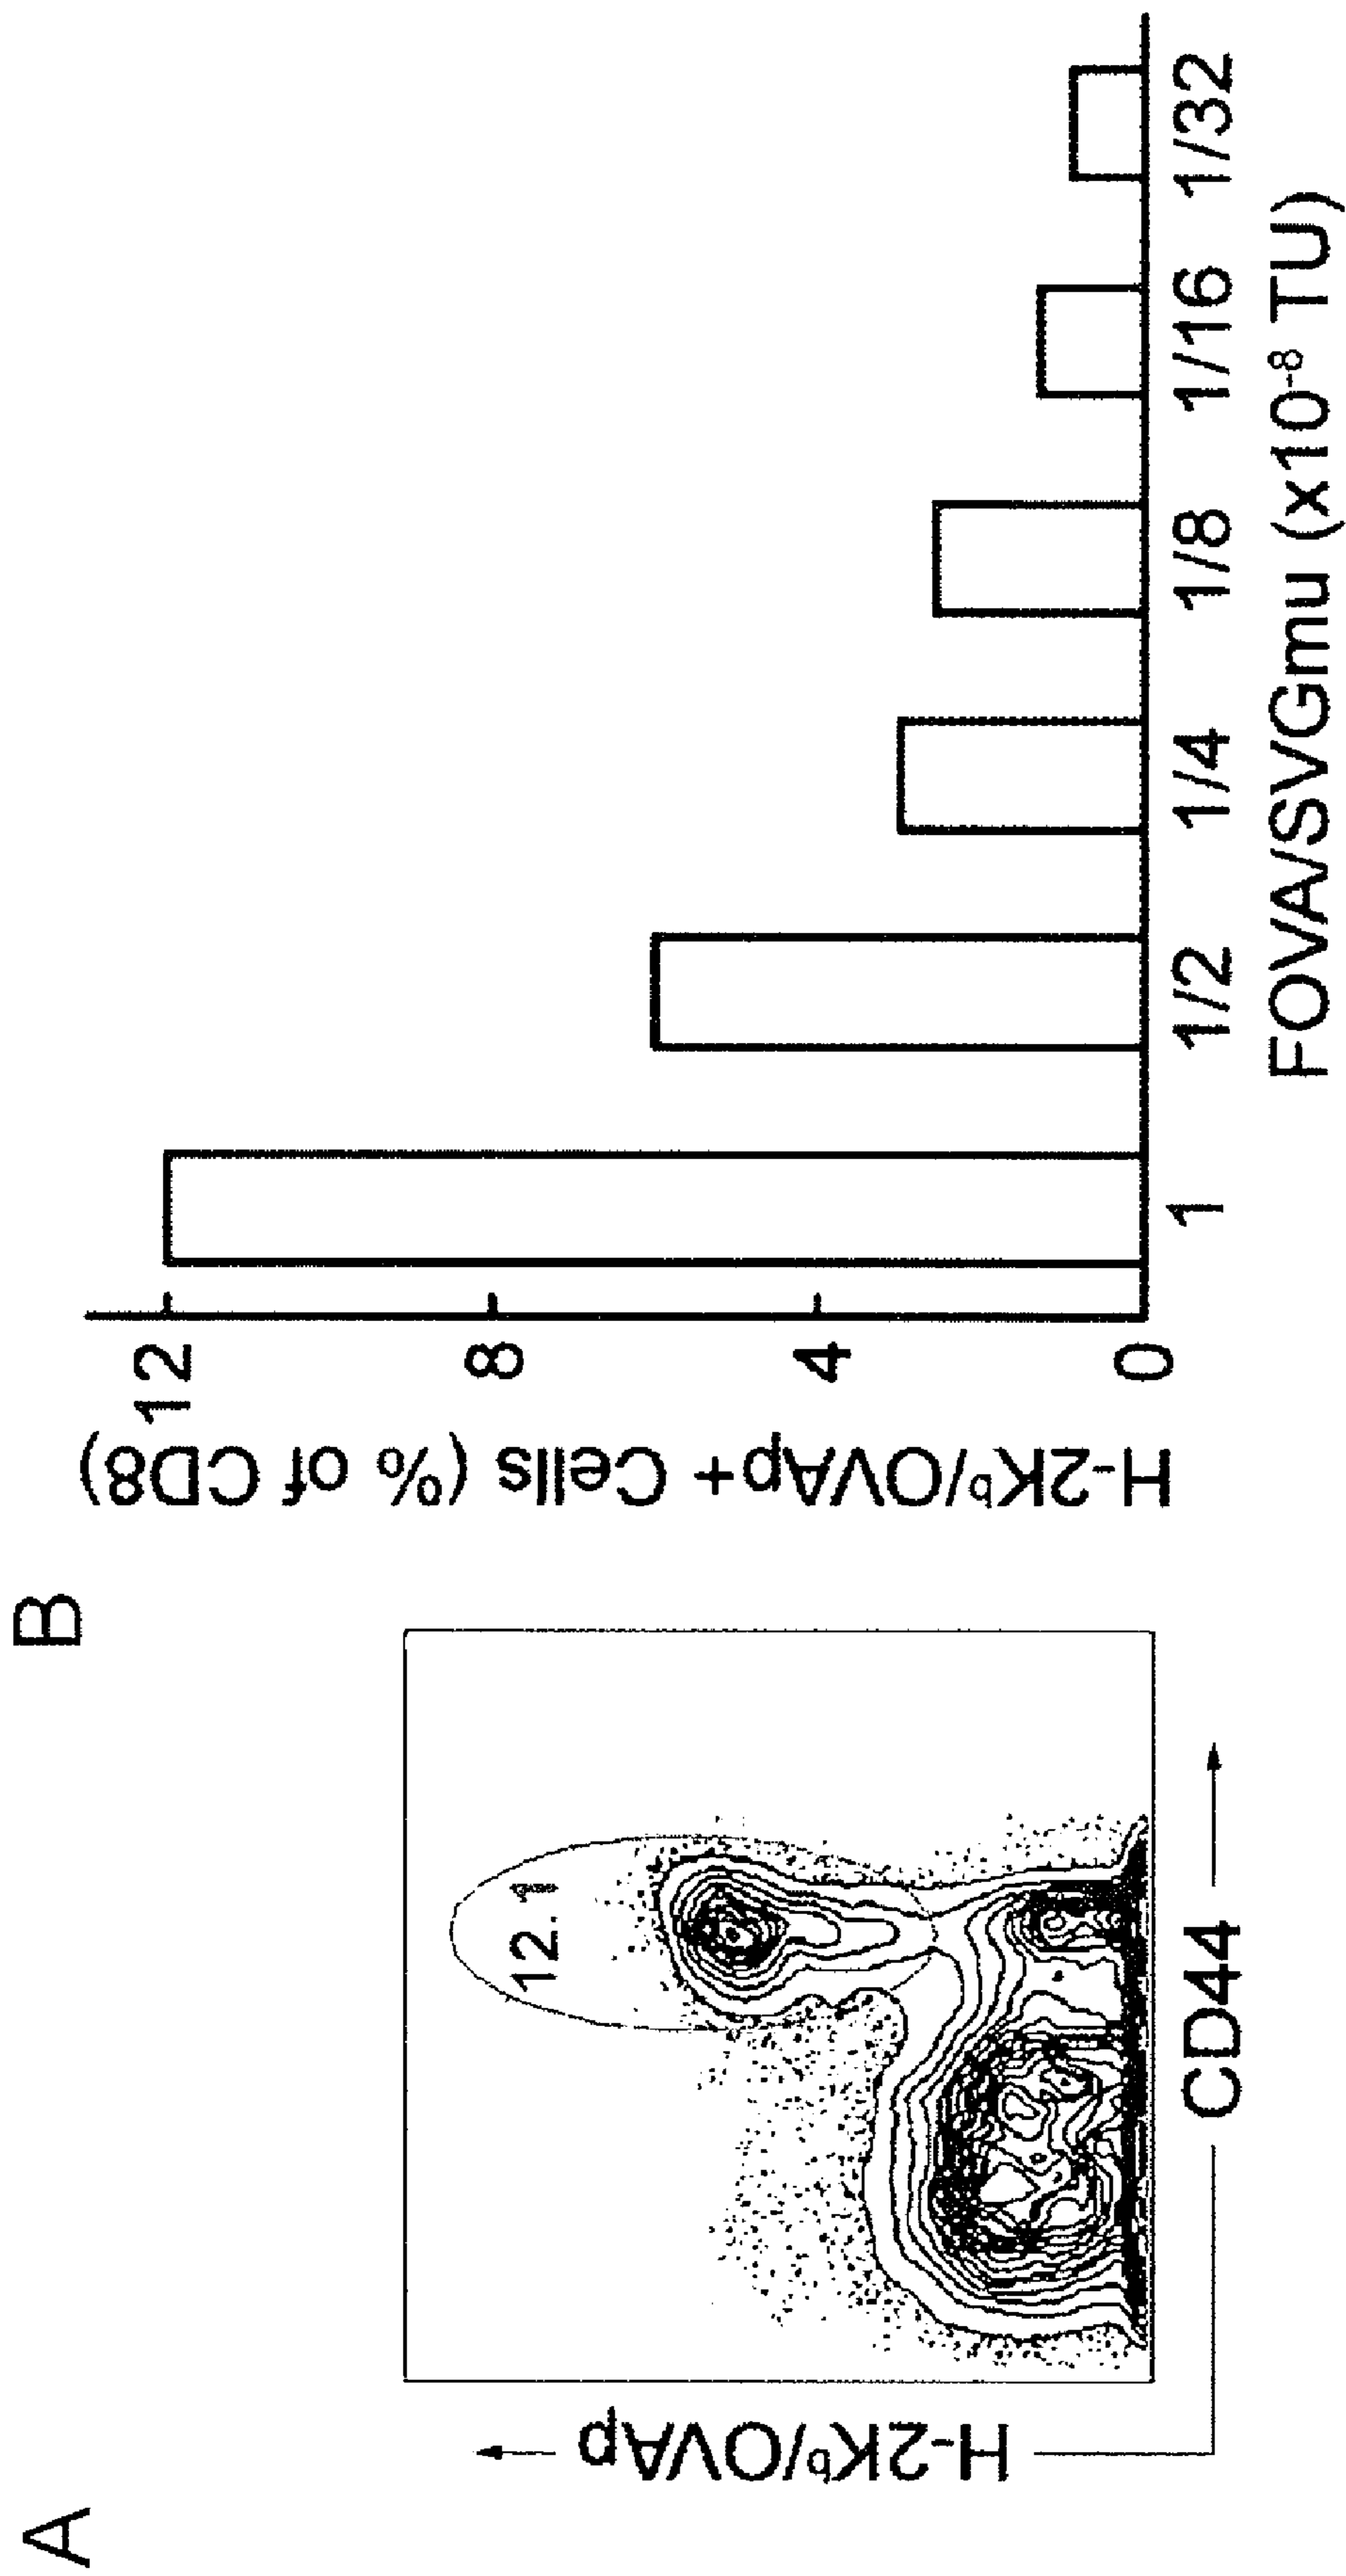 A
H-2Kᵇ/OVAp
12.1
CD44
B
H-2Kᵇ/OVAp+ Cells (% of CD8)
12
8
4
0
1 1/2 1/4 1/8 1/16 1/32
FOVA/SVGmu (x10⁻⁸ TU)